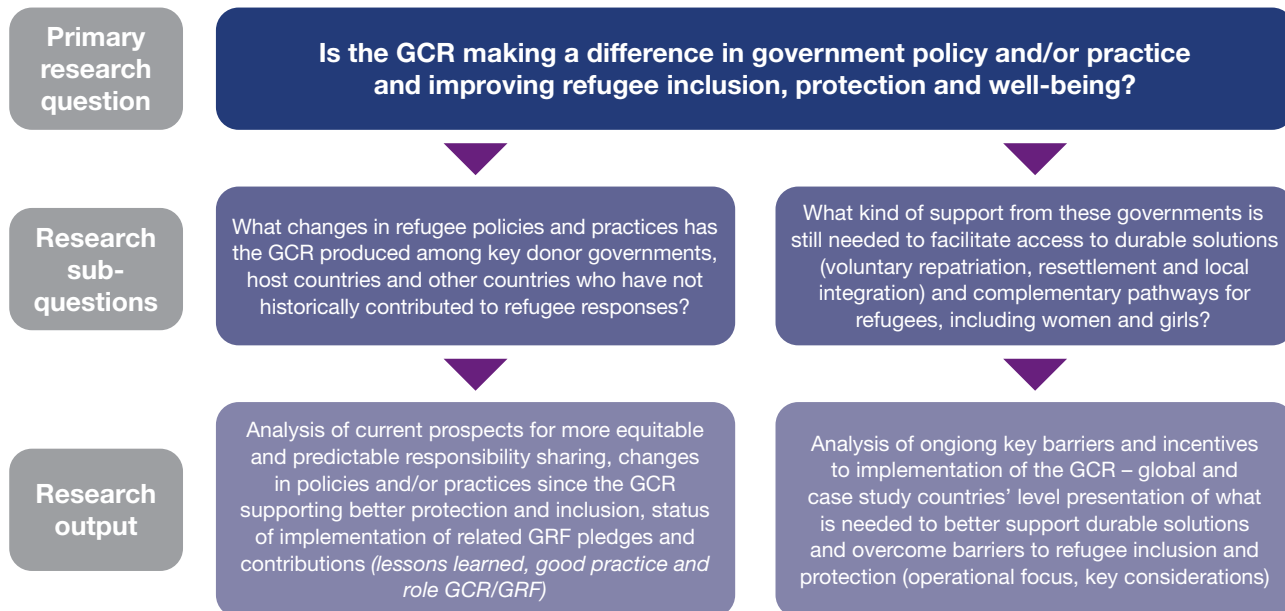 Primary
research
question
Is the GCR making a difference in government policy and/or practice
and improving refugee inclusion, protection and well-being?
Research
sub-
questions
What changes in refugee policies and practices has
the GCR produced among key donor governments,
host countries and other countries who have not
historically contributed to refugee responses?
What kind of support from these governments is
still needed to facilitate access to durable solutions
(voluntary repatriation, resettlement and local
integration) and complementary pathways for
refugees, including women and girls?
Research
output
Analysis of current prospects for more equitable
and predictable responsibility sharing, changes
in policies and/or practices since the GCR
supporting better protection and inclusion, status
of implementation of related GRF pledges and
contributions (lessons learned, good practice and
role GCR/GRF)
Analysis of ongiong key barriers and incentives
to implementation of the GCR – global and
case study countries’ level presentation of what
is needed to better support durable solutions
and overcome barriers to refugee inclusion and
protection (operational focus, key considerations)